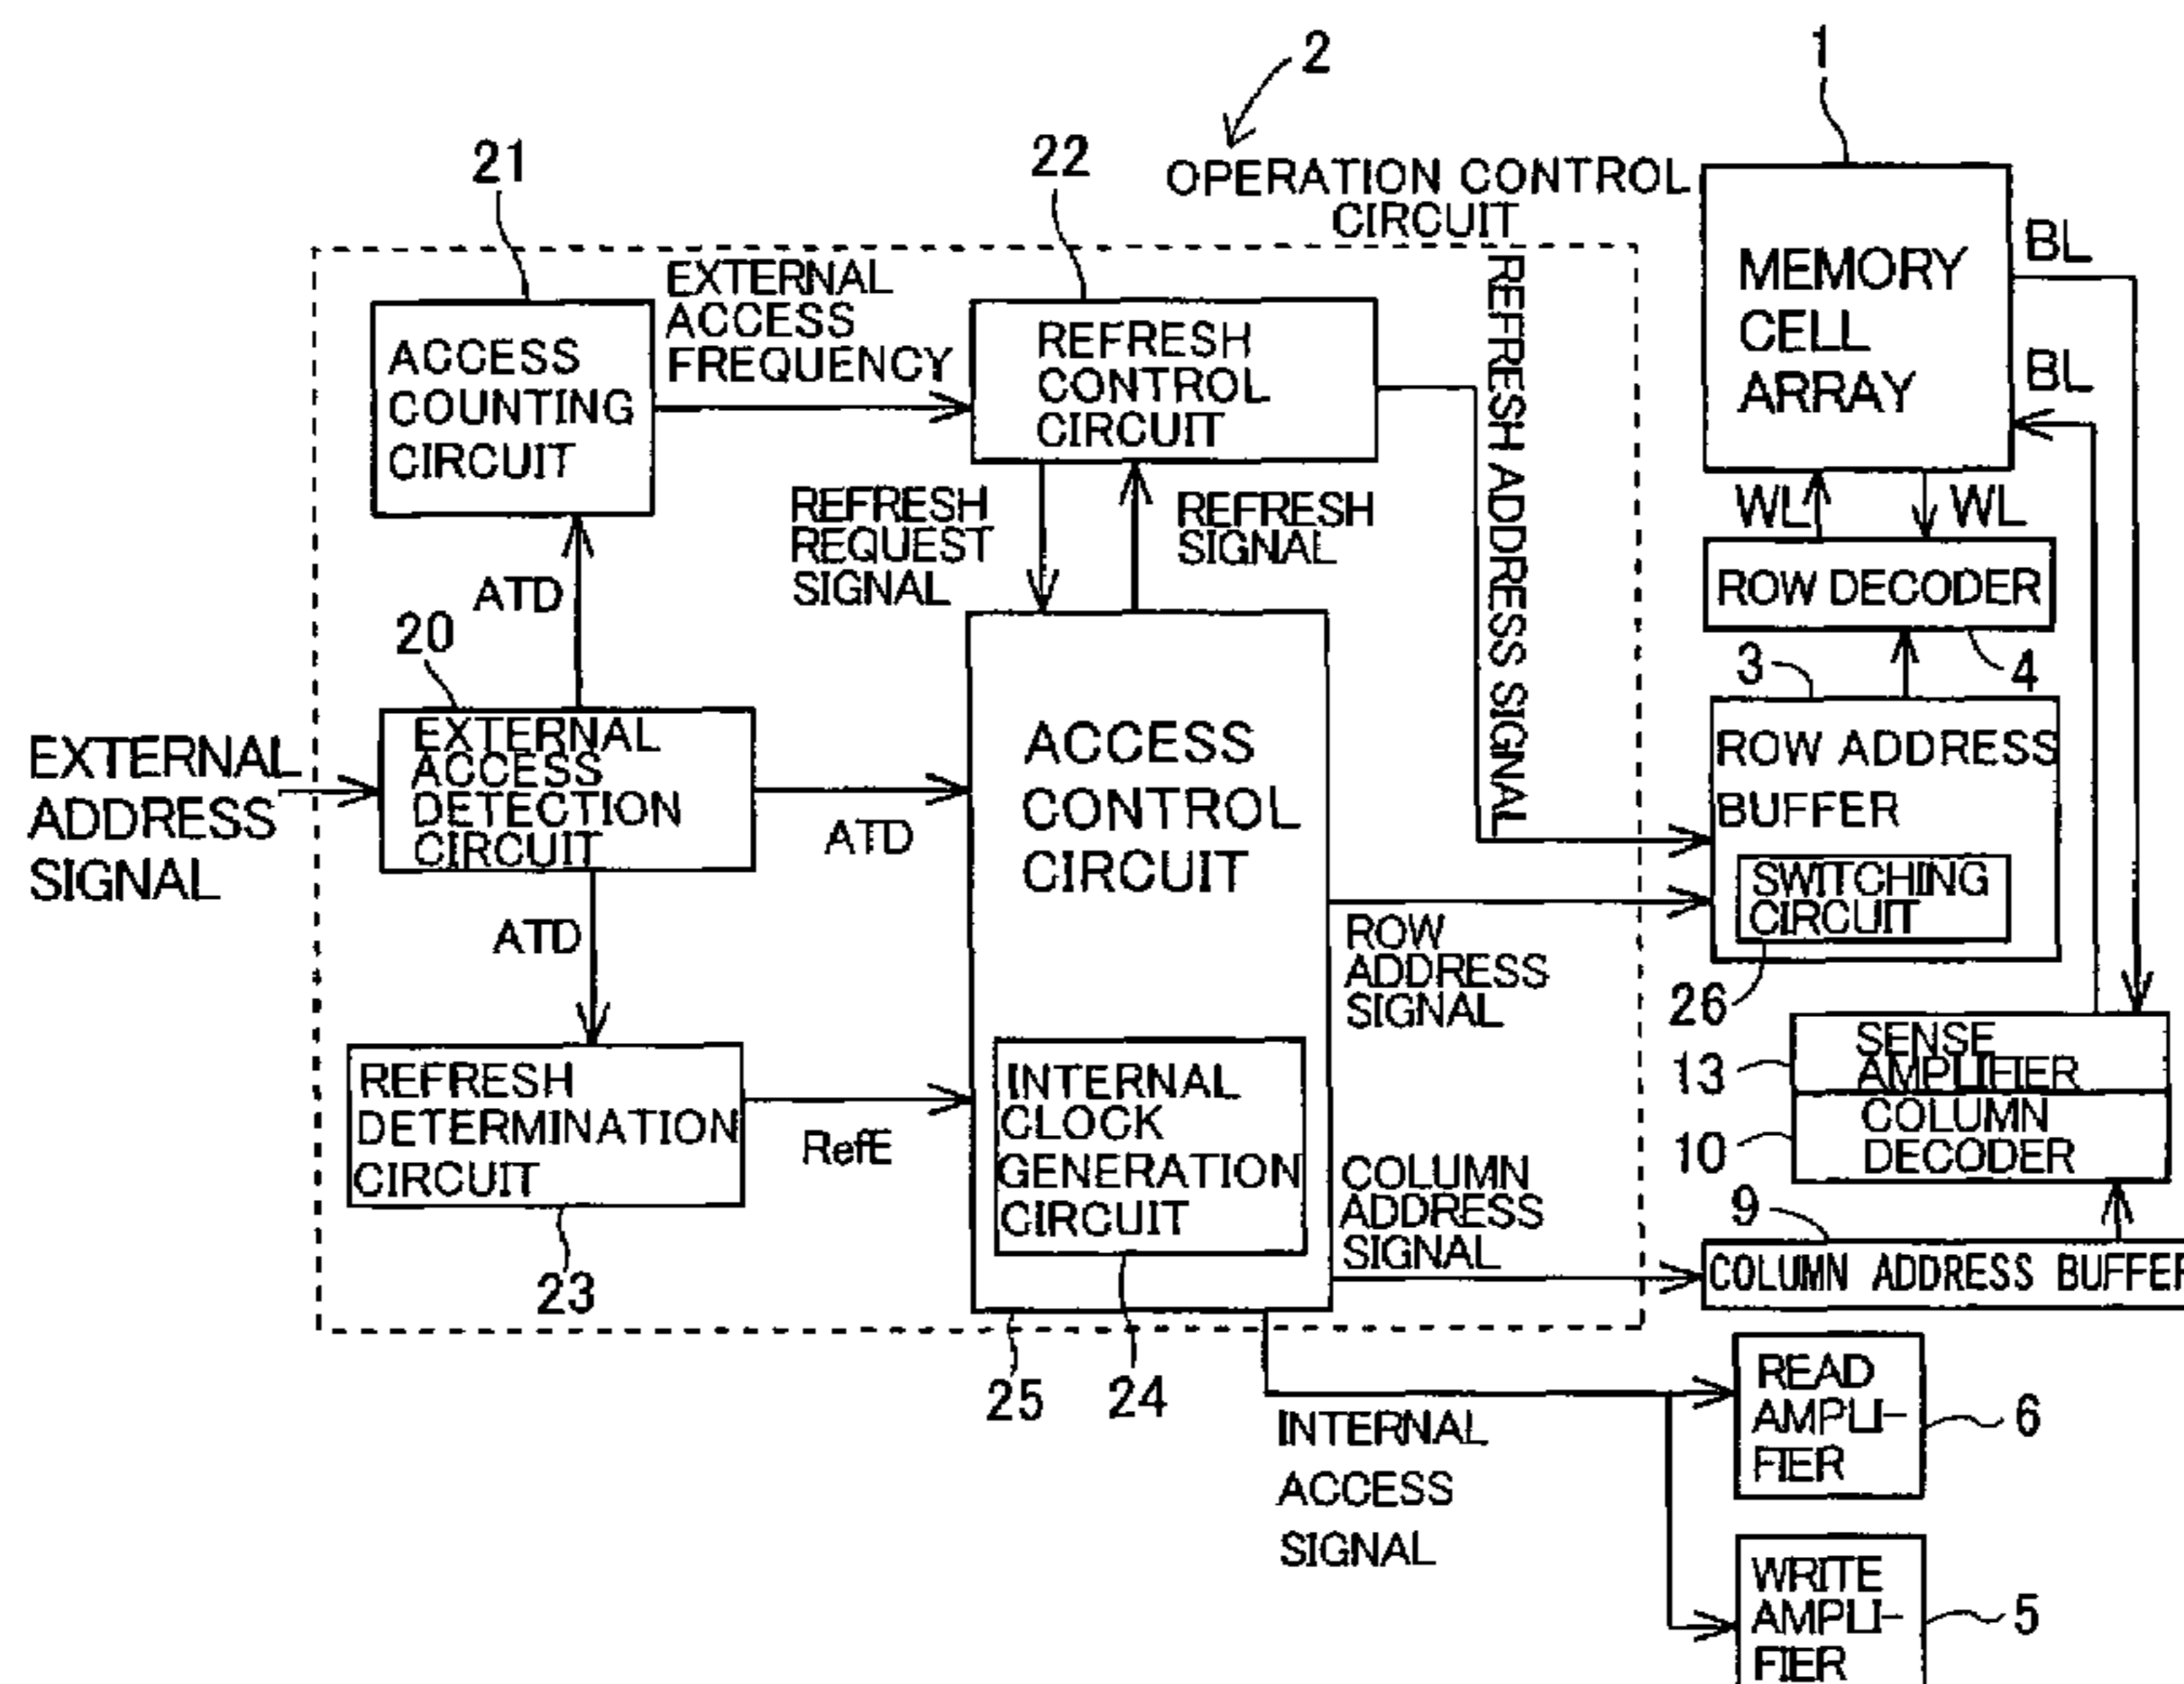 2
1
OPERATION CONTROL
CIRCUIT
21
22
EXTERNAL
ACCESS
FREQUENCY
ACCESS
COUNTING
CIRCUIT
REFRESH
CONTROL
CIRCUIT
REFRESH ADDRESS SIGNAL
MEMORY
CELL
ARRAY
BL
BL
WL
WL
REFRESH
REQUEST
SIGNAL
REFRESH
SIGNAL
ATD
20
ROW DECODER
3
4
EXTERNAL
ADDRESS
SIGNAL
EXTERNAL
ACCESS
DETECTION
CIRCUIT
ATD
ACCESS
CONTROL
CIRCUIT
ROW ADDRESS
BUFFER
SWITCHING
CIRCUIT
26
ATD
ROW
ADDRESS
SIGNAL
REFRESH
DETERMINATION
CIRCUIT
23
RefE
INTERNAL
CLOCK
GENERATION
CIRCUIT
13
SENSE
AMPLIFIER
10
COLUMN
DECODER
COLUMN
ADDRESS
SIGNAL
9
COLUMN ADDRESS BUFFER
25
24
INTERNAL
ACCESS
SIGNAL
READ
AMPLI-
FIER
6
WRITE
AMPLI-
FIER
5